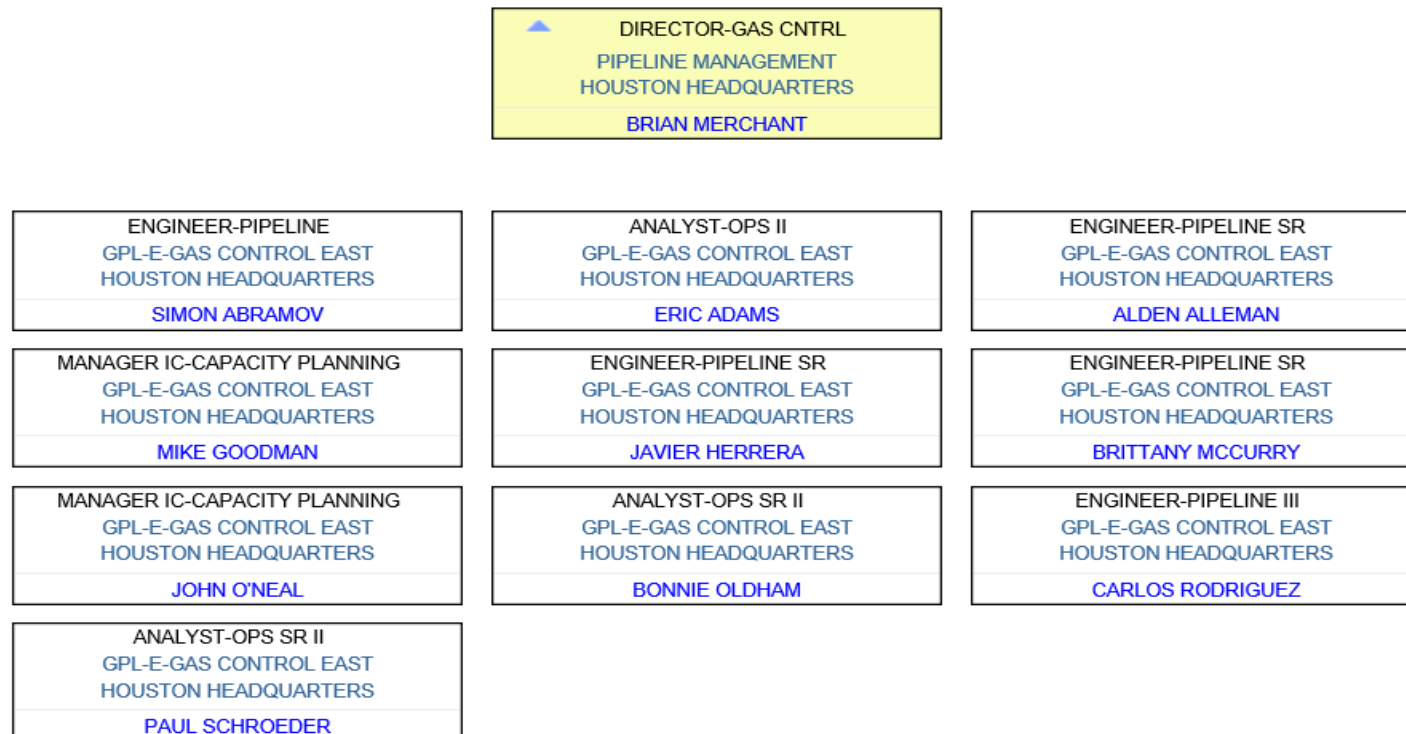 DIRECTOR-GAS CNTRL
PIPELINE MANAGEMENT
HOUSTON HEADQUARTERS
BRIAN MERCHANT
ENGINEER-PIPELINE
GPL-E-GAS CONTROL EAST
HOUSTON HEADQUARTERS
SIMON ABRAMOV
ANALYST-OPS II
GPL-E-GAS CONTROL EAST
HOUSTON HEADQUARTERS
ERIC ADAMS
ENGINEER-PIPELINE SR
GPL-E-GAS CONTROL EAST
HOUSTON HEADQUARTERS
ALDEN ALLEMAN
MANAGER IC-CAPACITY PLANNING
GPL-E-GAS CONTROL EAST
HOUSTON HEADQUARTERS
MIKE GOODMAN
ENGINEER-PIPELINE SR
GPL-E-GAS CONTROL EAST
HOUSTON HEADQUARTERS
JAVIER HERRERA
ENGINEER-PIPELINE SR
GPL-E-GAS CONTROL EAST
HOUSTON HEADQUARTERS
BRITTANY MCCURRY
MANAGER IC-CAPACITY PLANNING
GPL-E-GAS CONTROL EAST
HOUSTON HEADQUARTERS
JOHN O'NEAL
ANALYST-OPS SR II
GPL-E-GAS CONTROL EAST
HOUSTON HEADQUARTERS
BONNIE OLDHAM
ENGINEER-PIPELINE III
GPL-E-GAS CONTROL EAST
HOUSTON HEADQUARTERS
CARLOS RODRIGUEZ
ANALYST-OPS SR II
GPL-E-GAS CONTROL EAST
HOUSTON HEADQUARTERS
PAUL SCHROEDER